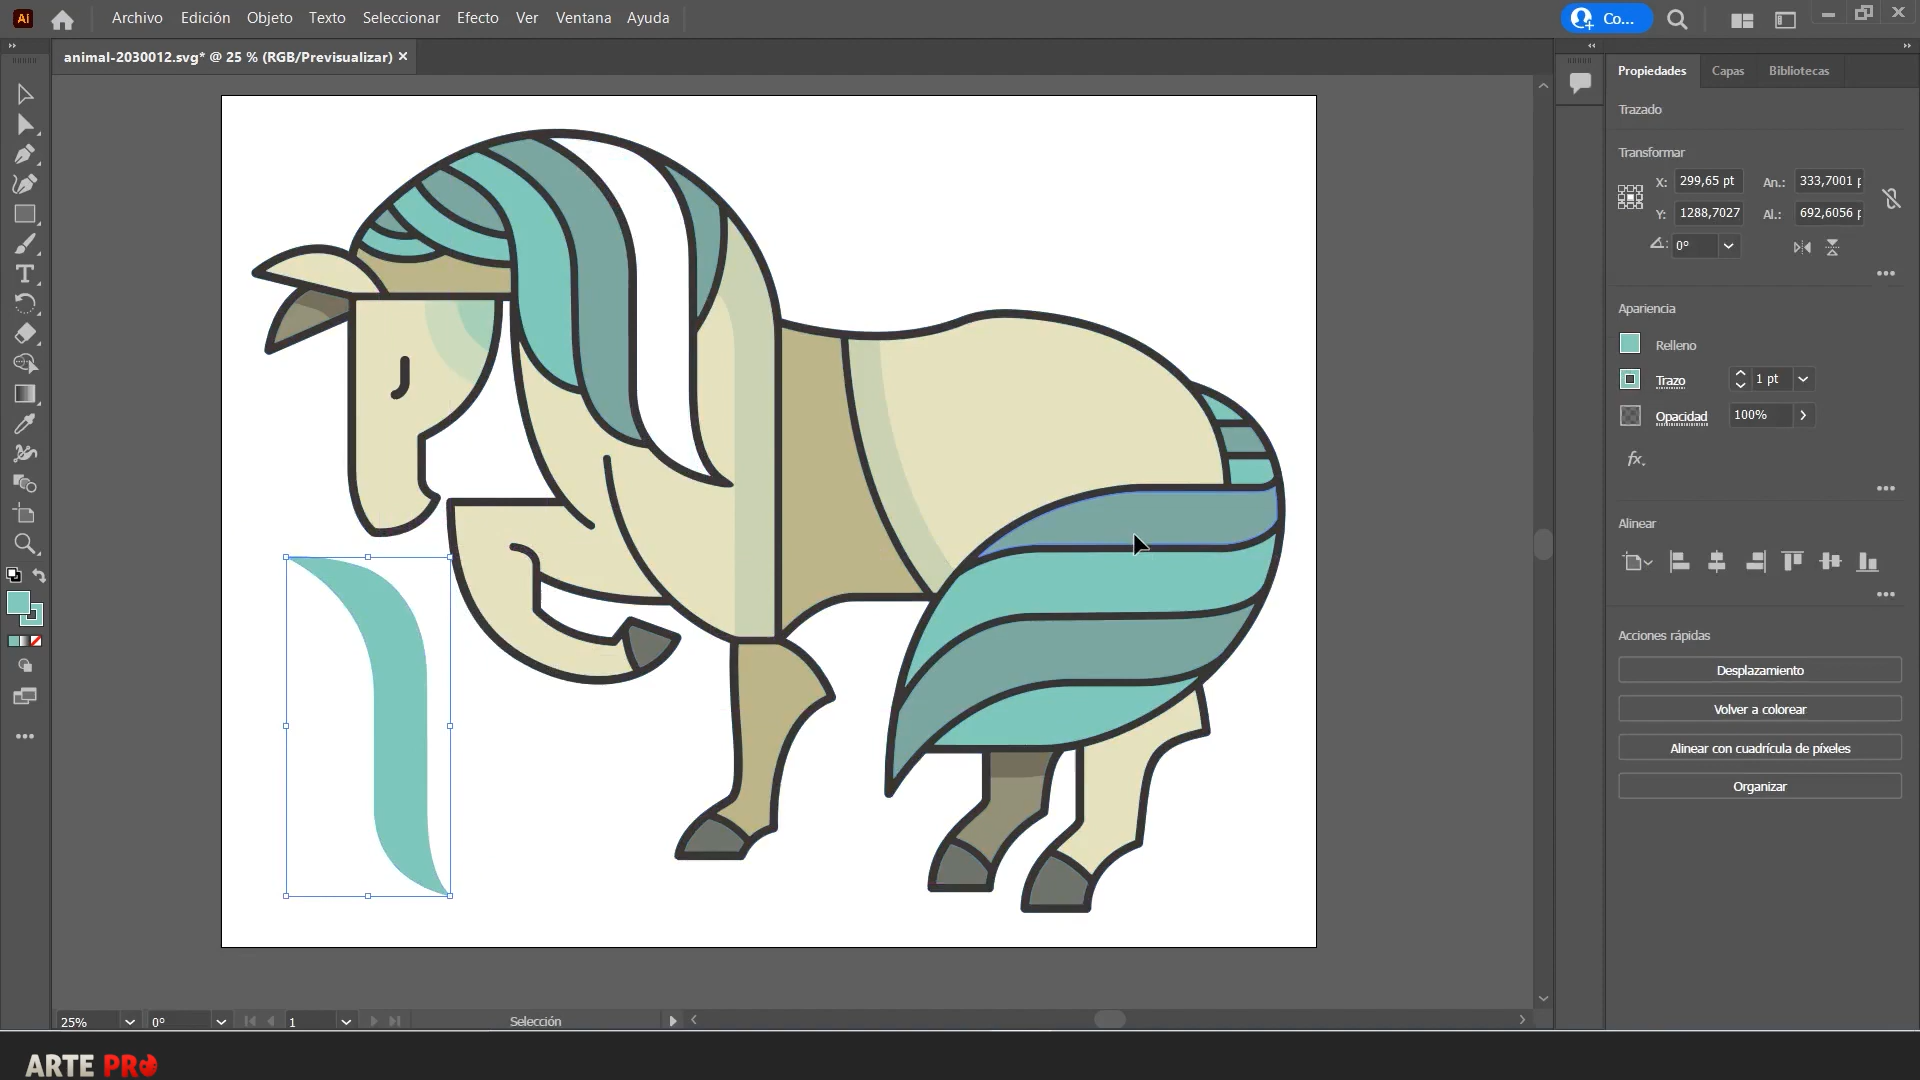 Ai
Archivo Edición Objeto Texto Seleccionar Efecto Ver Ventana Ayuda
Co...
animal-2030012.svg* @ 25 % (RGB/Previsualizar) ×
Propiedades Capas Bibliotecas
Trazado
Transformar
X: 299,65 pt An.: 333,7001 p
Y: 1288,7027 Al.: 692,6056 p
0°
Apariencia
Relleno
Trazo 1 pt
Opacidad 100%
fx.
Alinear
Acciones rápidas
Desplazamiento
Volver a colorear
Alinear con cuadrícula de píxeles
Organizar
25% 0° 1 Selección
ARTE PRO